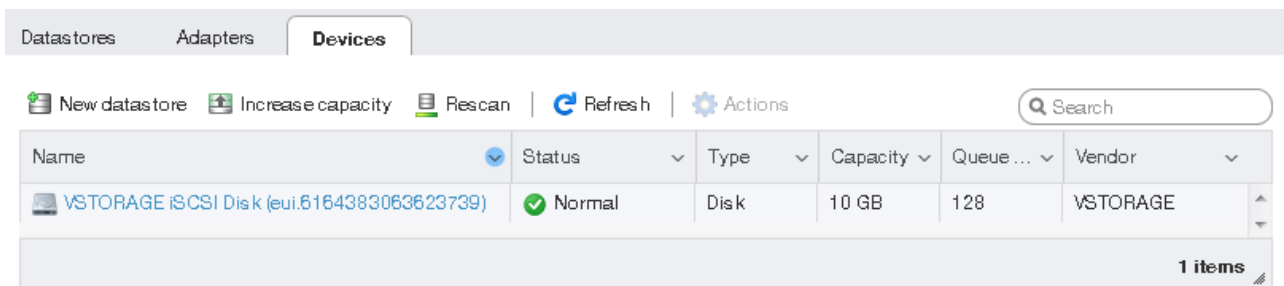 Datastores Adapters Devices
New datastore Increase capacity Rescan Refresh Actions Search
Name Status Type Capacity Queue ... Vendor
VSTORAGE iSCSI Disk (eui.6164383063623739) Normal Disk 10 GB 128 VSTORAGE
1 items